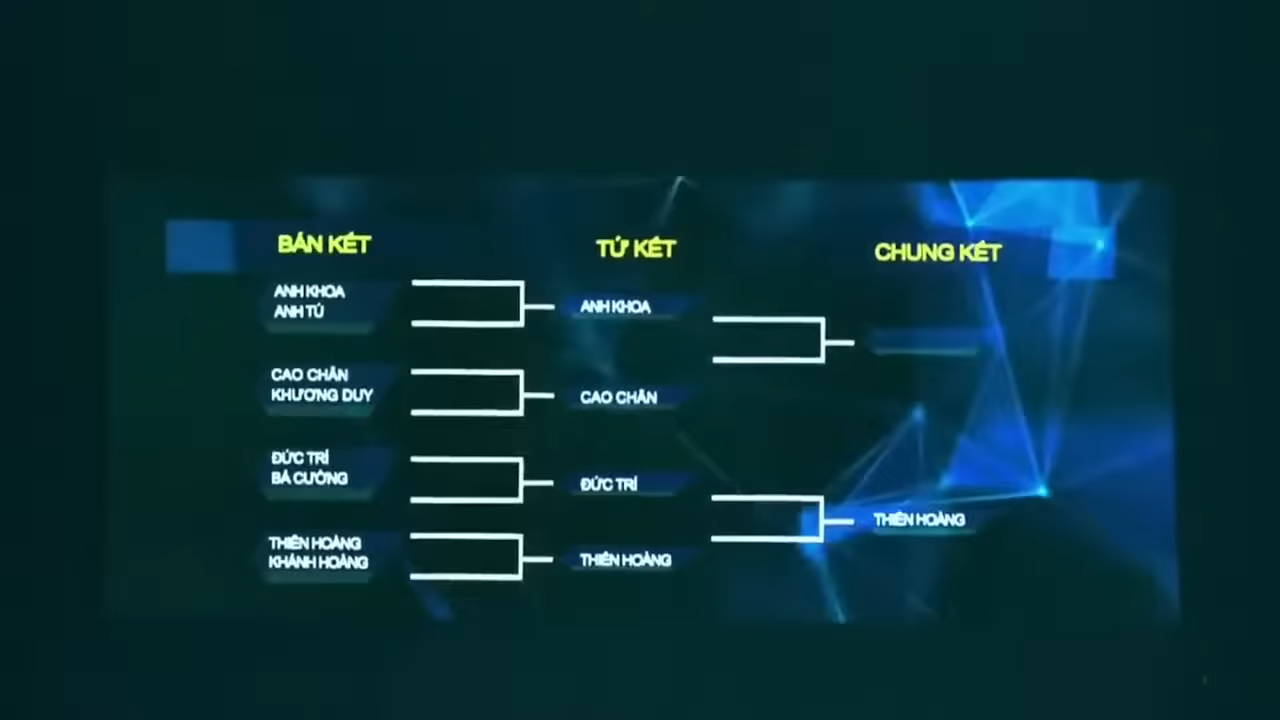 BÁN KẾT
TỨ KẾT
CHUNG KẾT
ANH KHOA
ANH TÚ
ANH KHOA
CAO CHÂN
KHƯƠNG DUY
CAO CHÂN
ĐỨC TRÍ
BÁ CƯỜNG
ĐỨC TRÍ
THIÊN HOÀNG
KHÁNH HOÀNG
THIÊN HOÀNG
THIÊN HOÀNG